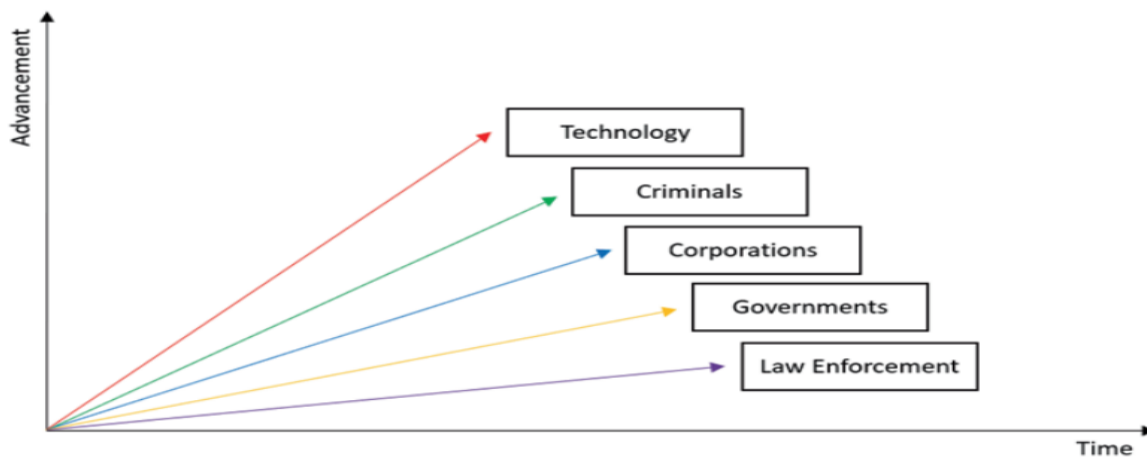 Advancement
Technology
Criminals
Corporations
Governments
Law Enforcement
Time